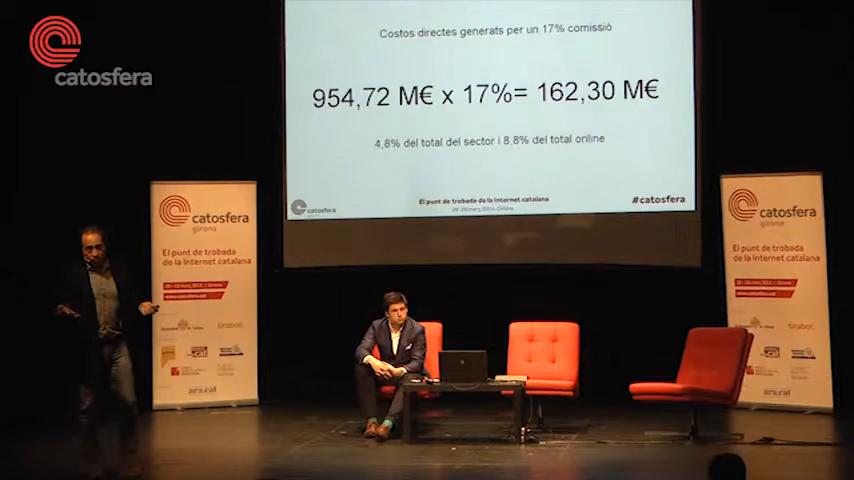 catosfera
Costos directes generats per un 17% comissió
954,72 M€ x 17%= 162,30 M€
4,8% del total del sector i 8,8% del total online
catosfera
El punt de trobada de la internet catalana
#catosfera
catosfera
girona
El punt de trobada
de la internet catalana
catosfera
girona
El punt de trobada
de la internet catalana